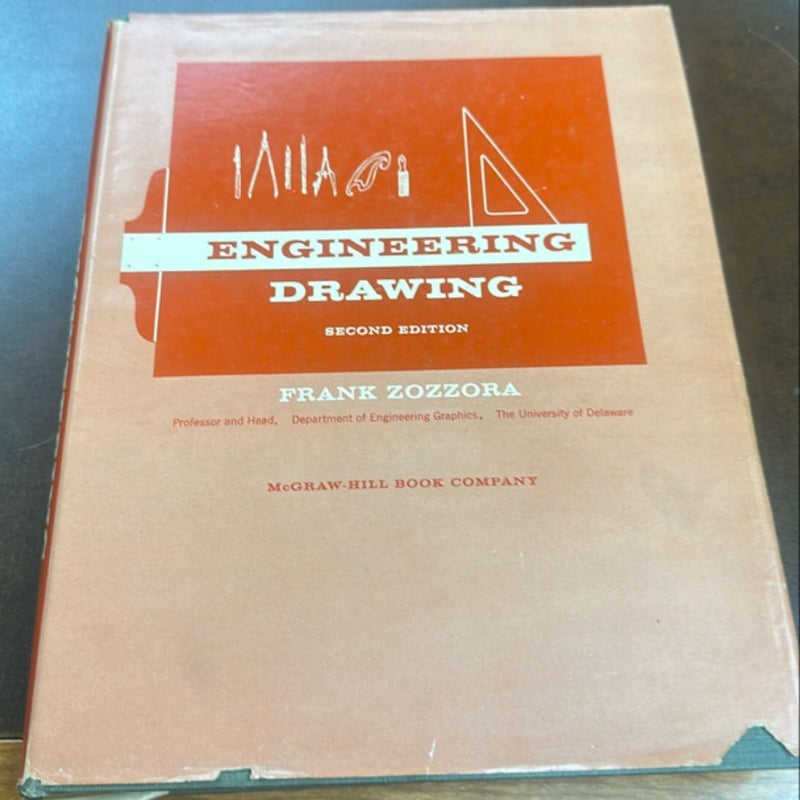 ENGINEERING
DRAWING
SECOND EDITION
FRANK ZOZZORA
Professor and Head, Department of Engineering Graphics, The University of Delaware
McGRAW-HILL BOOK COMPANY